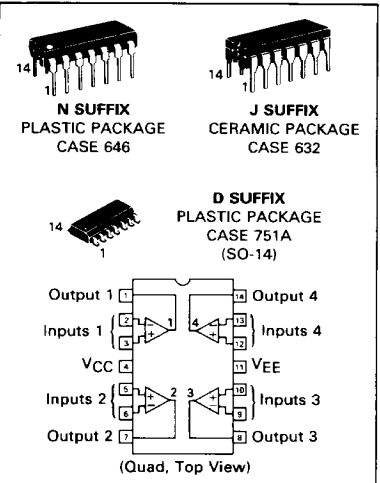 14
1
N SUFFIX
PLASTIC PACKAGE
CASE 646
14
1
J SUFFIX
CERAMIC PACKAGE
CASE 632
14
1
D SUFFIX
PLASTIC PACKAGE
CASE 751A
(SO-14)
Output 1 1 14 Output 4
Inputs 1 2 − 1 4 − 13 Inputs 4
3 + + 12
VCC 4 11 VEE
Inputs 2 5 + 2 3 + 10 Inputs 3
6 − − 9
Output 2 7 8 Output 3
(Quad, Top View)